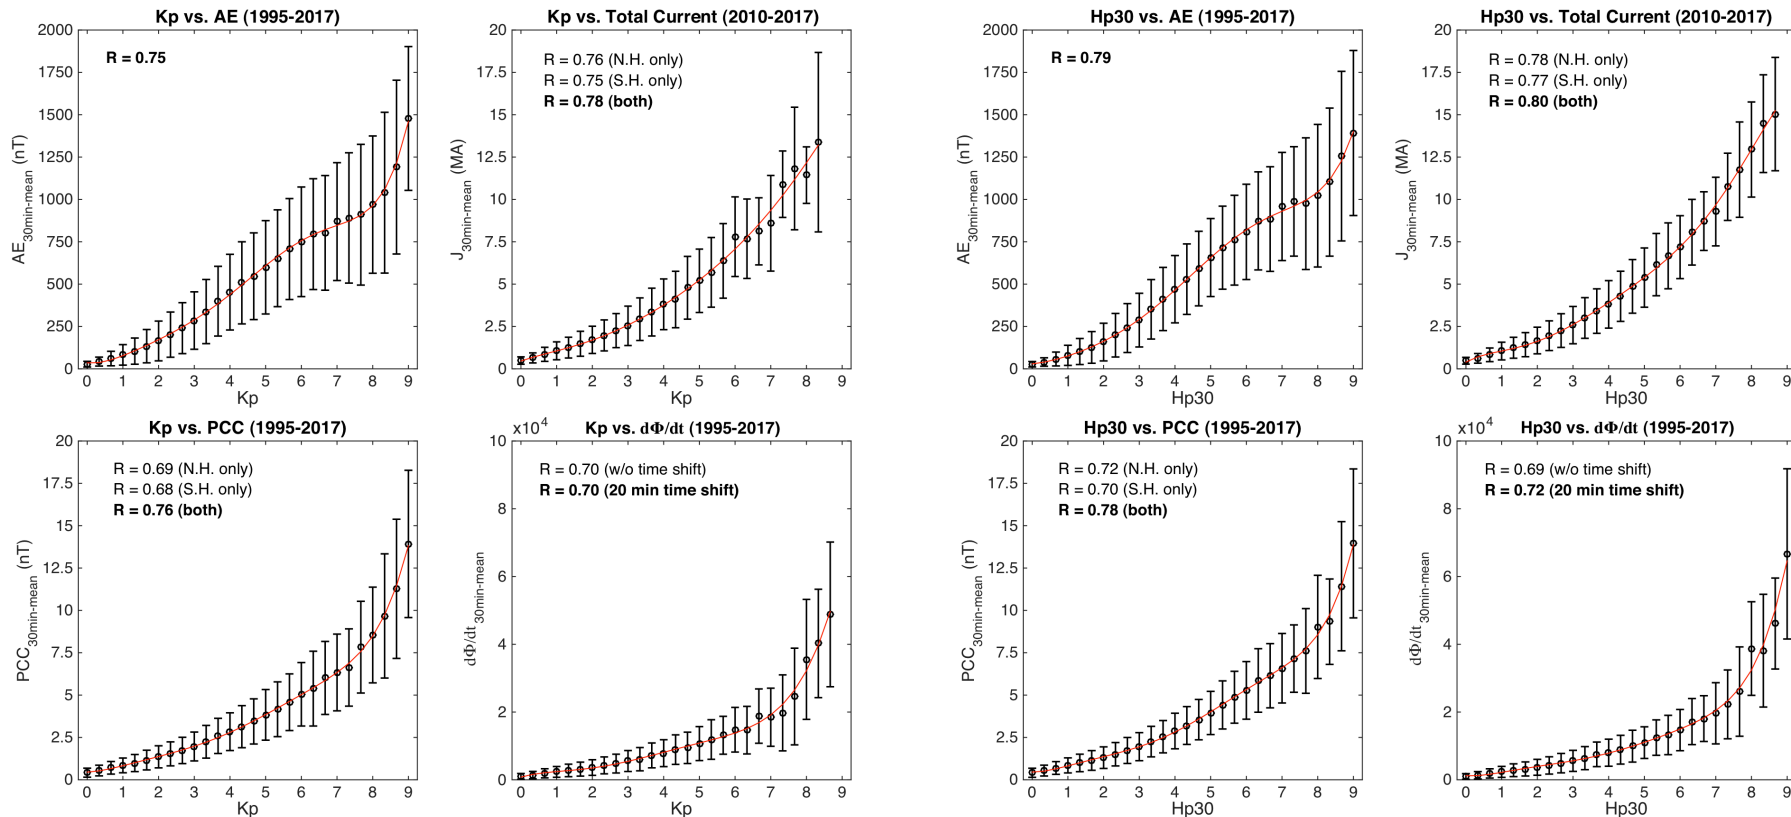 Kp vs. AE (1995-2017)
R = 0.75
2000
1750
1500
1250
1000
750
500
250
0
AE30min-mean (nT)
0 1 2 3 4 5 6 7 8 9
Kp
Kp vs. Total Current (2010-2017)
R = 0.76 (N.H. only)
R = 0.75 (S.H. only)
R = 0.78 (both)
20
17.5
15
12.5
10
7.5
5
2.5
0
J30min-mean (MA)
0 1 2 3 4 5 6 7 8 9
Kp
Hp30 vs. AE (1995-2017)
R = 0.79
2000
1750
1500
1250
1000
750
500
250
0
AE30min-mean (nT)
0 1 2 3 4 5 6 7 8 9
Hp30
Hp30 vs. Total Current (2010-2017)
R = 0.78 (N.H. only)
R = 0.77 (S.H. only)
R = 0.80 (both)
20
17.5
15
12.5
10
7.5
5
2.5
0
J30min-mean (MA)
0 1 2 3 4 5 6 7 8 9
Hp30
Kp vs. PCC (1995-2017)
R = 0.69 (N.H. only)
R = 0.68 (S.H. only)
R = 0.76 (both)
20
17.5
15
12.5
10
7.5
5
2.5
0
PCC30min-mean (nT)
0 1 2 3 4 5 6 7 8 9
Kp
x10^4
Kp vs. dΦ/dt (1995-2017)
R = 0.70 (w/o time shift)
R = 0.70 (20 min time shift)
10
8
6
4
2
0
dΦ/dt30min-mean
0 1 2 3 4 5 6 7 8 9
Kp
Hp30 vs. PCC (1995-2017)
R = 0.72 (N.H. only)
R = 0.70 (S.H. only)
R = 0.78 (both)
20
17.5
15
12.5
10
7.5
5
2.5
0
PCC30min-mean (nT)
0 1 2 3 4 5 6 7 8 9
Hp30
x10^4
Hp30 vs. dΦ/dt (1995-2017)
R = 0.69 (w/o time shift)
R = 0.72 (20 min time shift)
10
8
6
4
2
0
dΦ/dt30min-mean
0 1 2 3 4 5 6 7 8 9
Hp30